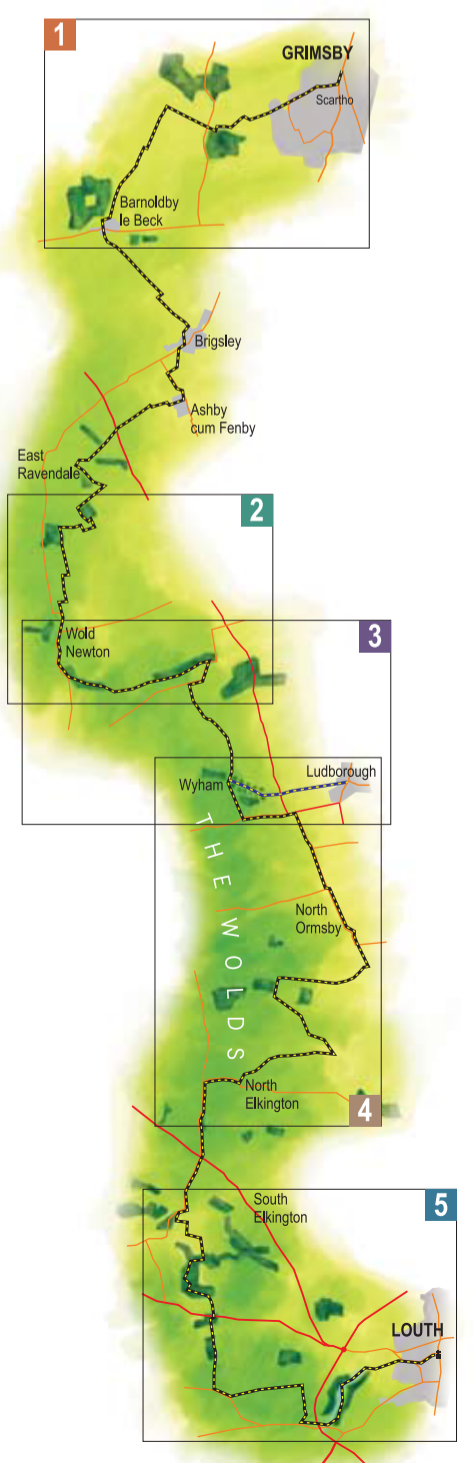 1
GRIMSBY
Scartho
Barnoldby
le Beck
Brigsley
Ashby
cum Fenby
East
Ravendale
2
3
Wold
Newton
Wyham
Ludborough
THE WOLDS
North
Ormsby
North
Elkington
4
South
Elkington
5
LOUTH